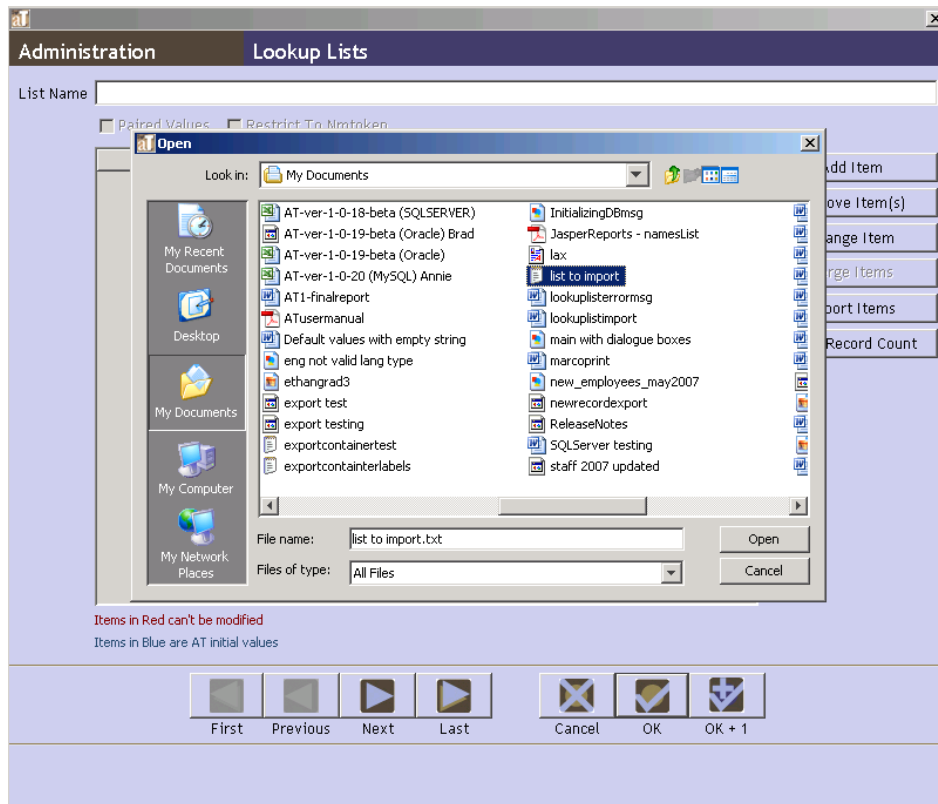 aT
Administration Lookup Lists
List Name
Paired Values Restrict To Nmtoken
aT Open
Look in: My Documents
Add Item
ove Item(s)
ange Item
rge Items
port Items
Record Count
My Recent
Documents
Desktop
My Documents
My Computer
My Network
Places
AT-ver-1-0-18-beta (SQLSERVER)
AT-ver-1-0-19-beta (Oracle) Brad
AT-ver-1-0-19-beta (Oracle)
AT-ver-1-0-20 (MySQL) Annie
AT1-finalreport
ATusermanual
Default values with empty string
eng not valid lang type
ethangrad3
export test
export testing
exportcontainertest
exportcontainterlabels
InitializingDBmsg
JasperReports - namesList
lax
list to import
lookuplisterrormsg
lookuplistimport
main with dialogue boxes
marcoprint
new_employees_may2007
newrecordexport
ReleaseNotes
SQLServer testing
staff 2007 updated
File name: list to import.txt Open
Files of type: All Files Cancel
Items in Red can't be modified
Items in Blue are AT initial values
First Previous Next Last Cancel OK OK + 1